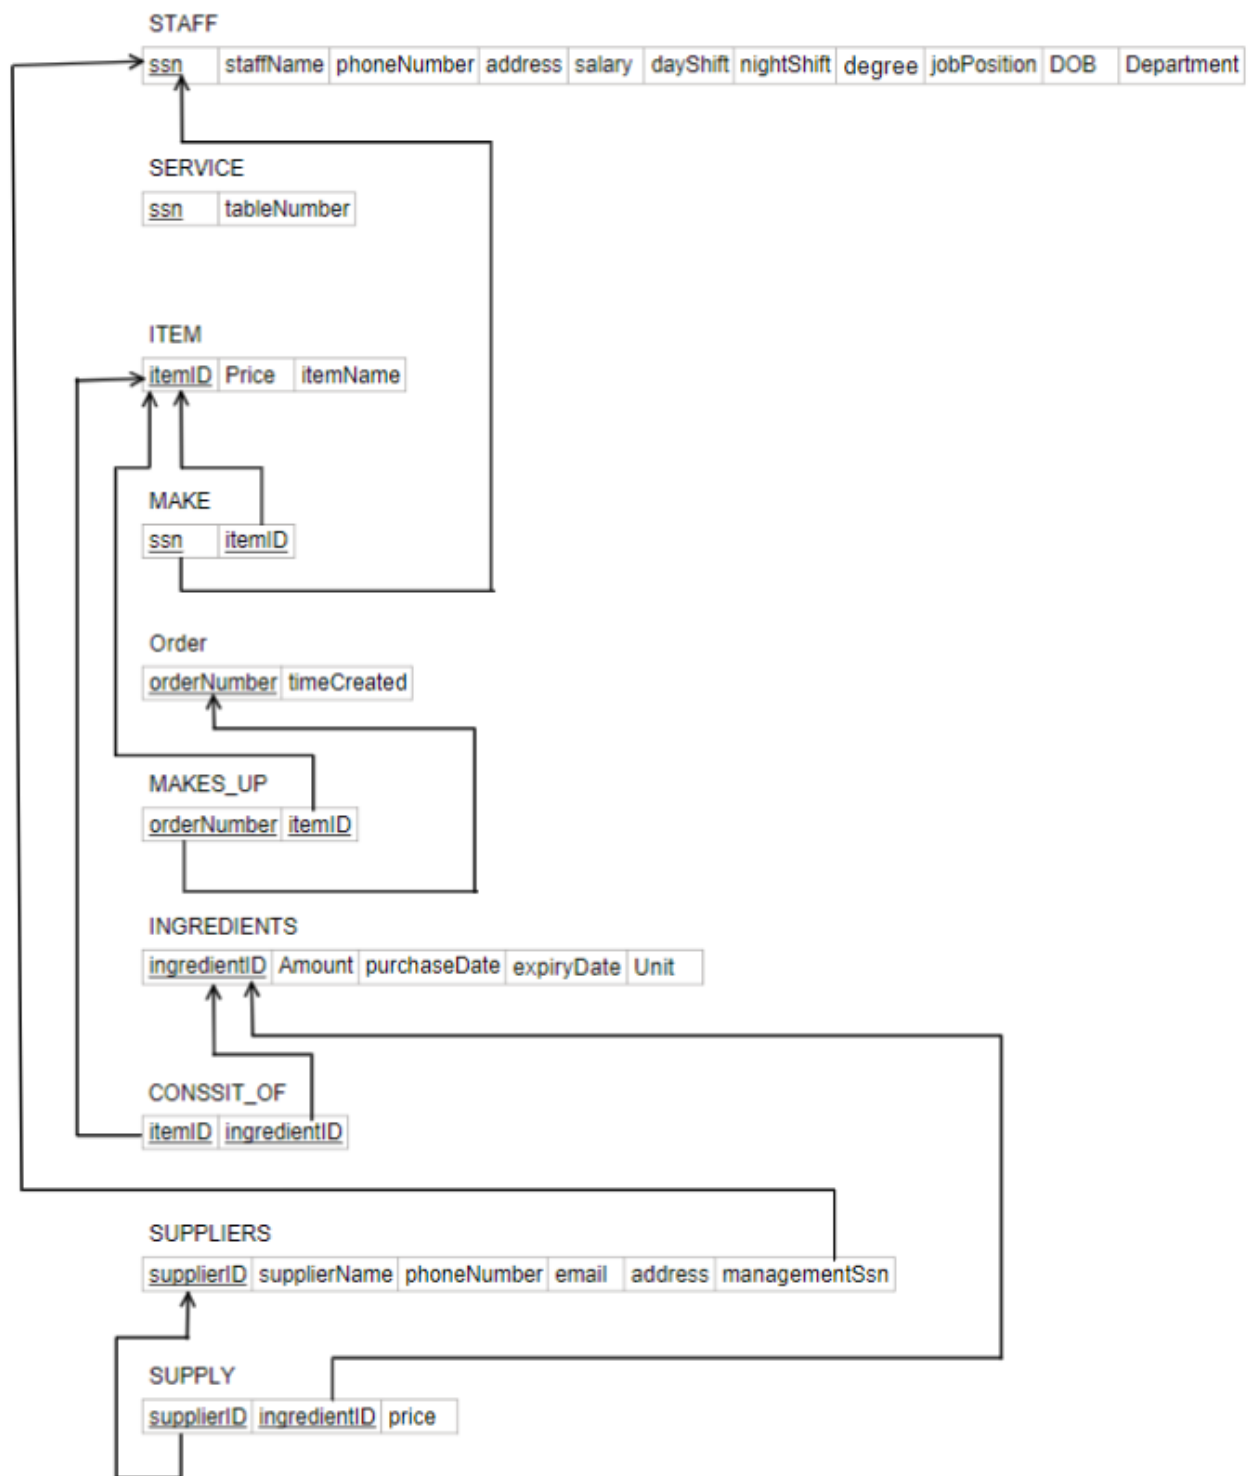 STAFF
ssn staffName phoneNumber address salary dayShift nightShift degree jobPosition DOB Department
SERVICE
ssn tableNumber
ITEM
itemID Price itemName
MAKE
ssn itemID
Order
orderNumber timeCreated
MAKES_UP
orderNumber itemID
INGREDIENTS
ingredientID Amount purchaseDate expiryDate Unit
CONSSIT_OF
itemID ingredientID
SUPPLIERS
supplierID supplierName phoneNumber email address managementSsn
SUPPLY
supplierID ingredientID price